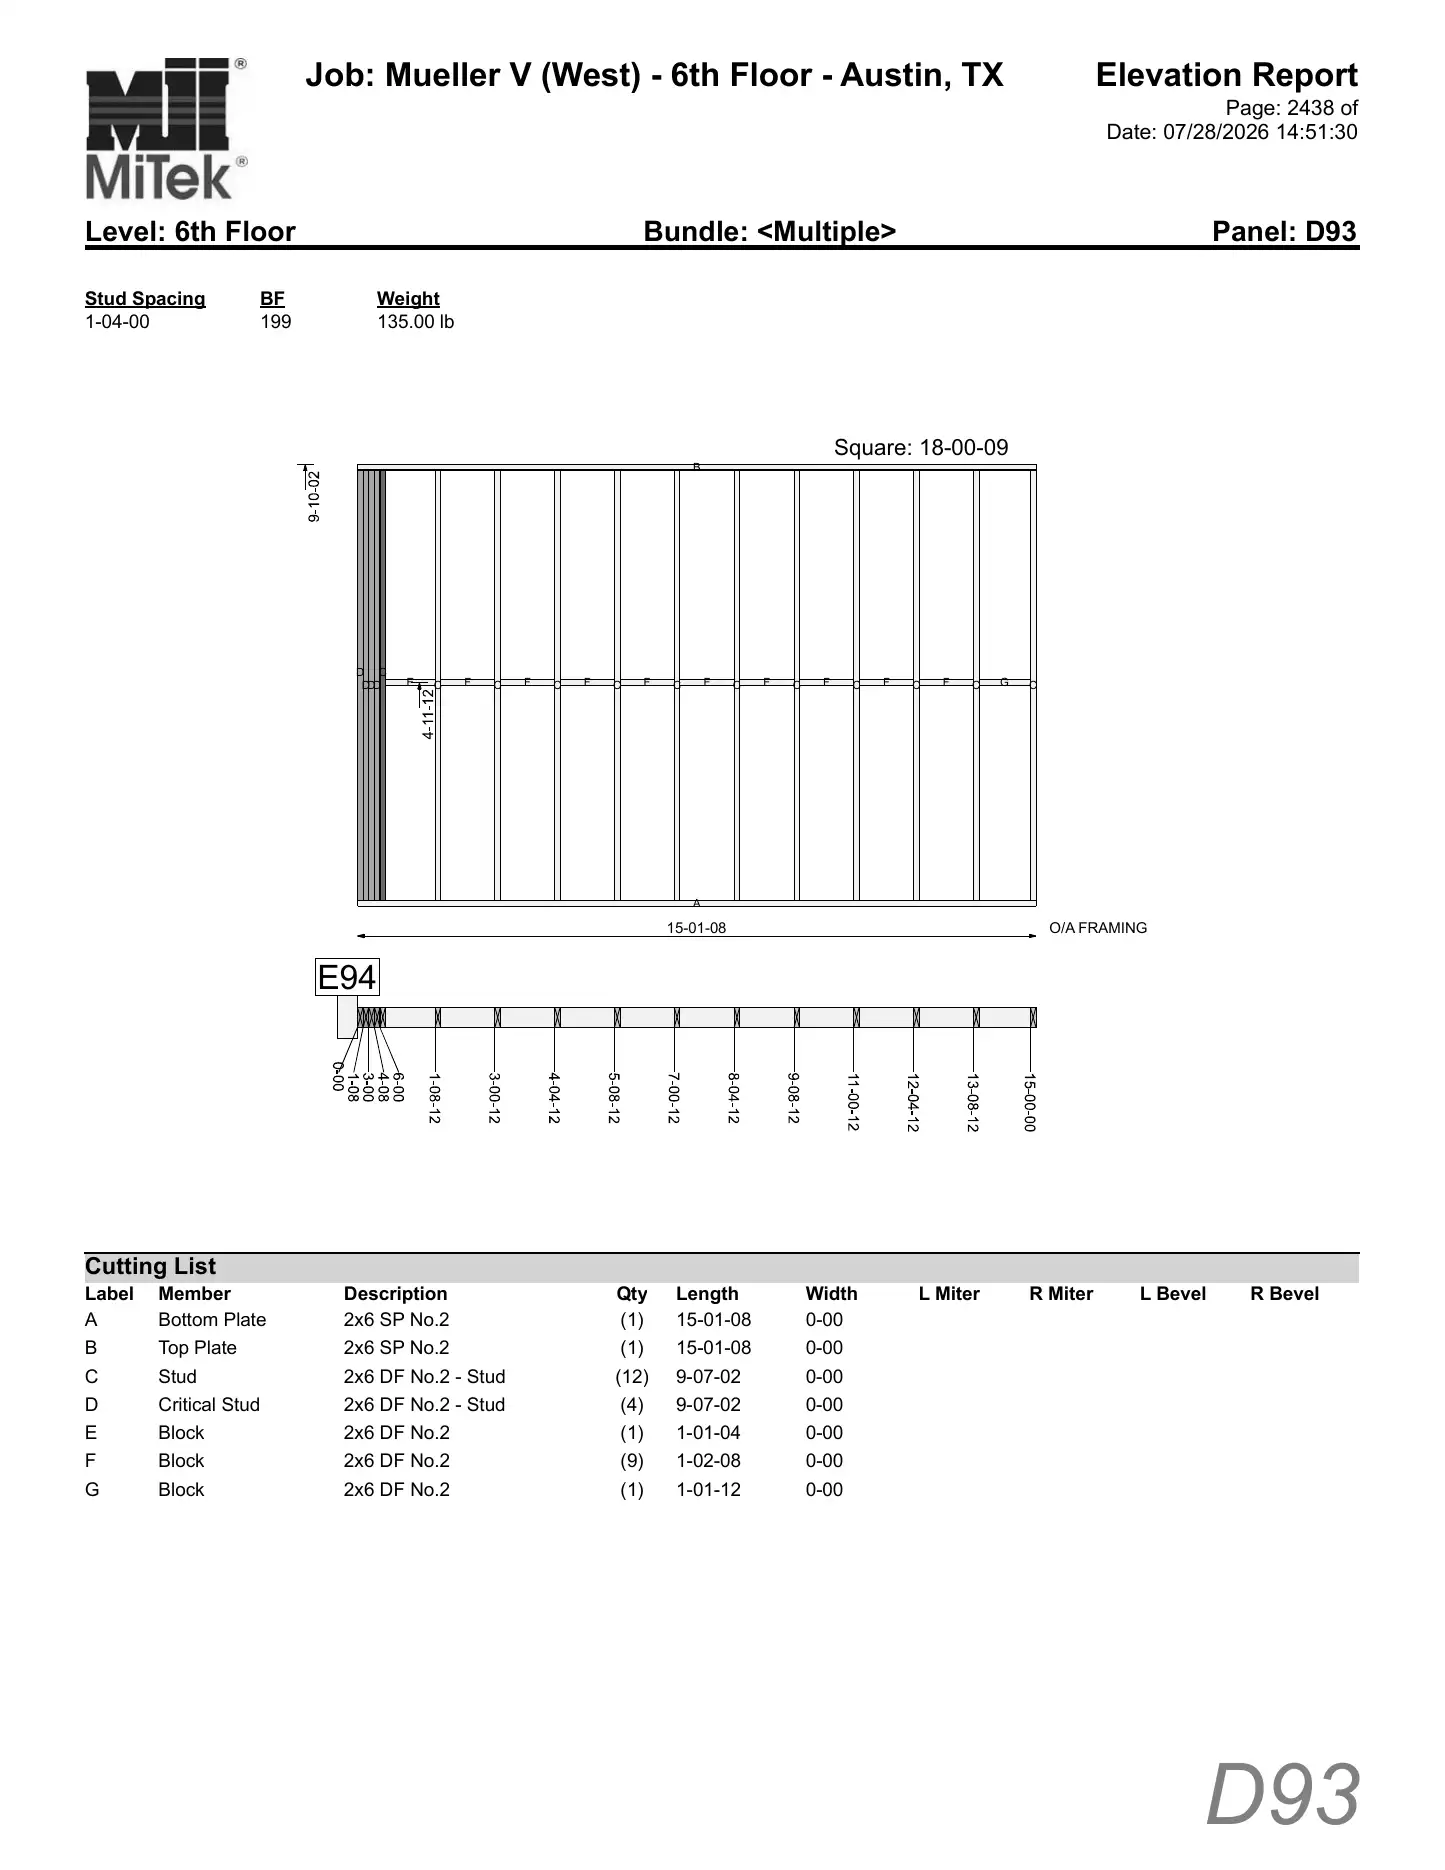 Job: Mueller V (West) - 6th Floor - Austin, TX
Elevation Report
Page: 2438 of
Date: 07/28/2026 14:51:30
MiTek®
Level: 6th Floor Bundle: <Multiple> Panel: D93
Stud Spacing BF Weight
1-04-00 199 135.00 lb
Square: 18-00-09
B
9-10-02
F F F F F F F F F G
4-11-12
A
15-01-08 O/A FRAMING
E94
0-00 1-08 3-00 4-08 6-00 1-08-12 3-00-12 4-04-12 5-08-12 7-00-12 8-04-12 9-08-12 11-00-12 12-04-12 13-08-12 15-00-00
Cutting List
Label Member Description Qty Length Width L Miter R Miter L Bevel R Bevel
A Bottom Plate 2x6 SP No.2 (1) 15-01-08 0-00
B Top Plate 2x6 SP No.2 (1) 15-01-08 0-00
C Stud 2x6 DF No.2 - Stud (12) 9-07-02 0-00
D Critical Stud 2x6 DF No.2 - Stud (4) 9-07-02 0-00
E Block 2x6 DF No.2 (1) 1-01-04 0-00
F Block 2x6 DF No.2 (9) 1-02-08 0-00
G Block 2x6 DF No.2 (1) 1-01-12 0-00
D93